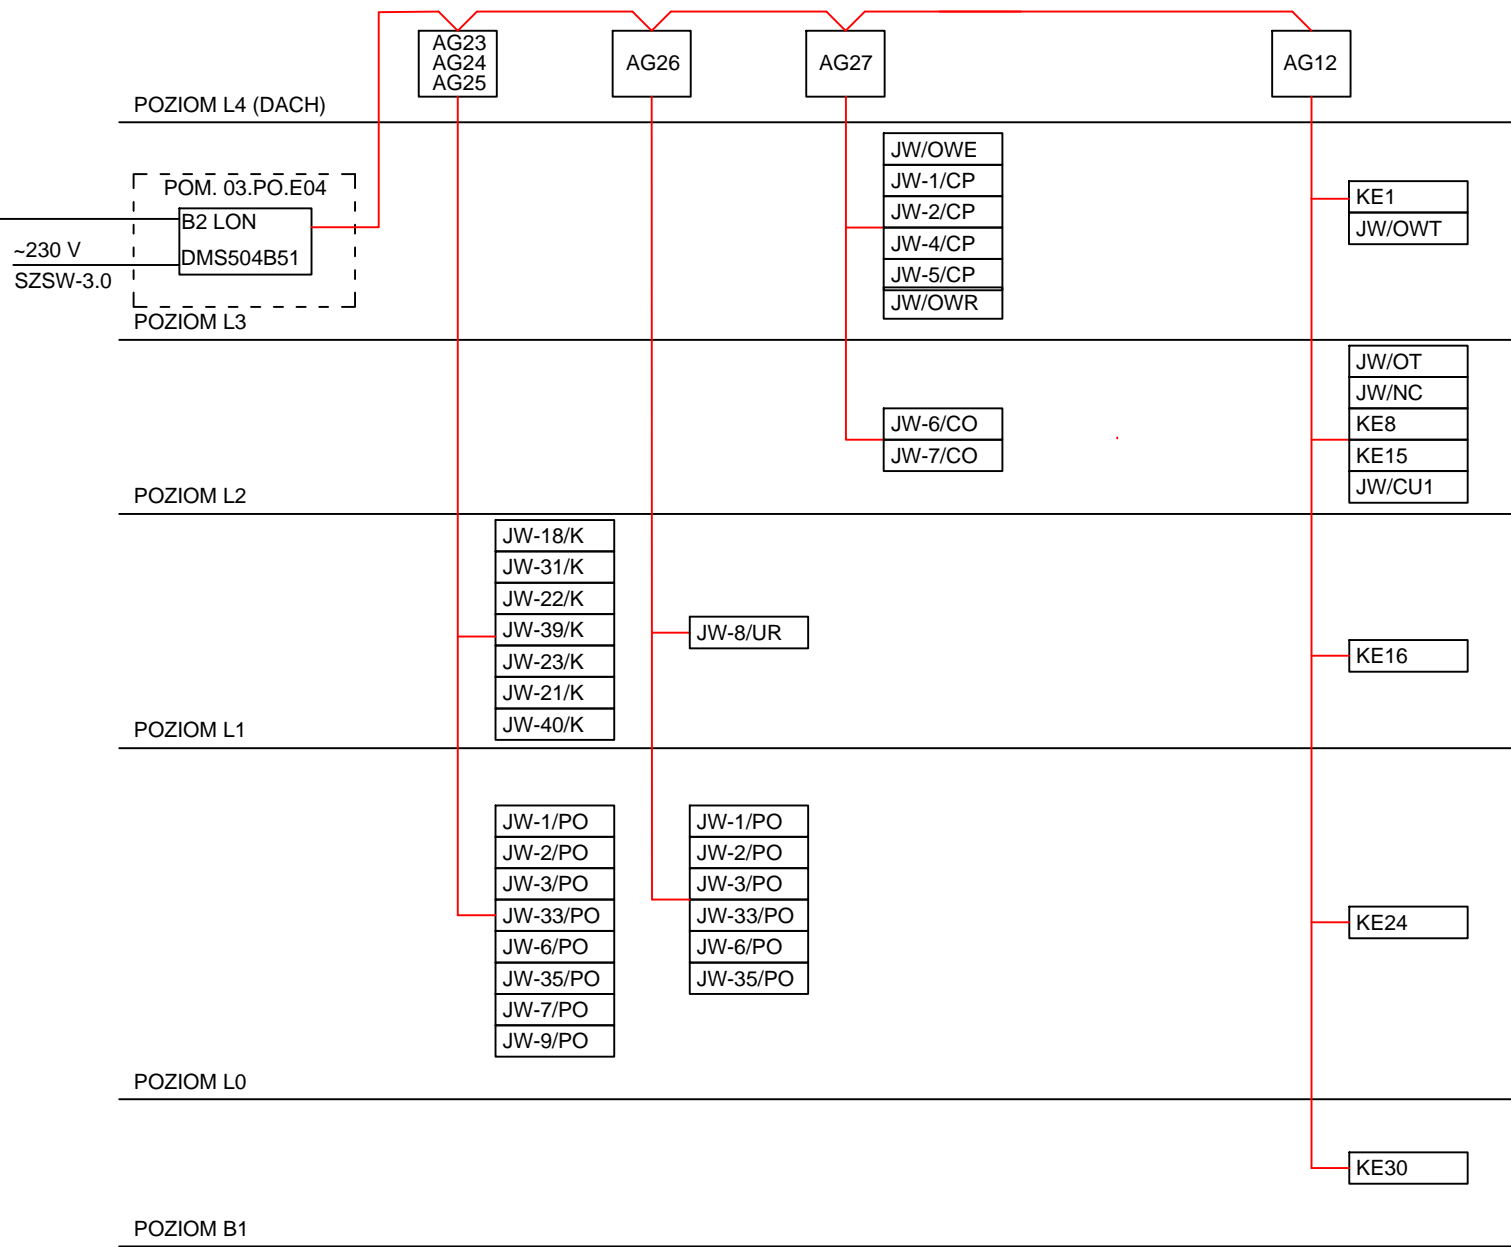 AG23
AG24
AG25
AG26
AG27
AG12
POZIOM L4 (DACH)
JW/OWE
JW-1/CP
JW-2/CP
JW-4/CP
JW-5/CP
JW/OWR
KE1
JW/OWT
POM. 03.PO.E04
B2 LON
DMS504B51
~230 V
SZSW-3.0
POZIOM L3
JW-6/CO
JW-7/CO
JW/OT
JW/NC
KE8
KE15
JW/CU1
POZIOM L2
JW-18/K
JW-31/K
JW-22/K
JW-39/K
JW-23/K
JW-21/K
JW-40/K
JW-8/UR
KE16
POZIOM L1
JW-1/PO
JW-2/PO
JW-3/PO
JW-33/PO
JW-6/PO
JW-35/PO
JW-7/PO
JW-9/PO
JW-1/PO
JW-2/PO
JW-3/PO
JW-33/PO
JW-6/PO
JW-35/PO
KE24
POZIOM L0
KE30
POZIOM B1